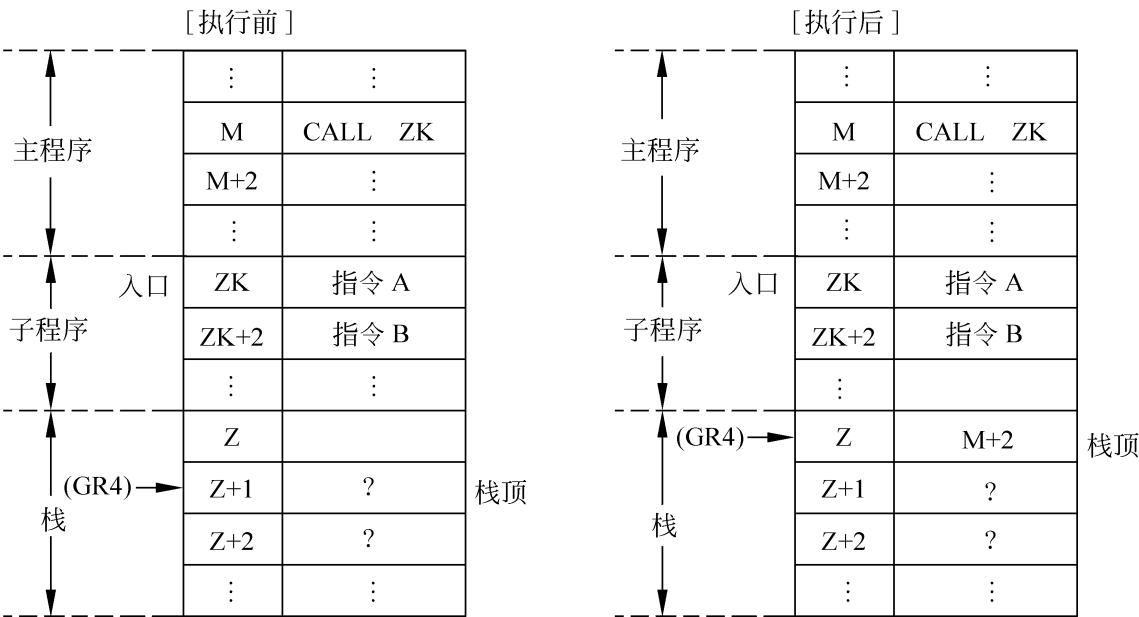 [执行前]
⋮ ⋮
M CALL ZK
主程序
M+2 ⋮
⋮ ⋮
入口 ZK 指令 A
子程序
ZK+2 指令 B
⋮ ⋮
Z
(GR4) Z+1 ? 栈顶
栈
Z+2 ?
⋮ ⋮
[执行后]
⋮ ⋮
M CALL ZK
主程序
M+2 ⋮
⋮ ⋮
入口 ZK 指令 A
子程序
ZK+2 指令 B
⋮
(GR4) Z M+2 栈顶
Z+1 ?
栈
Z+2 ?
⋮ ⋮